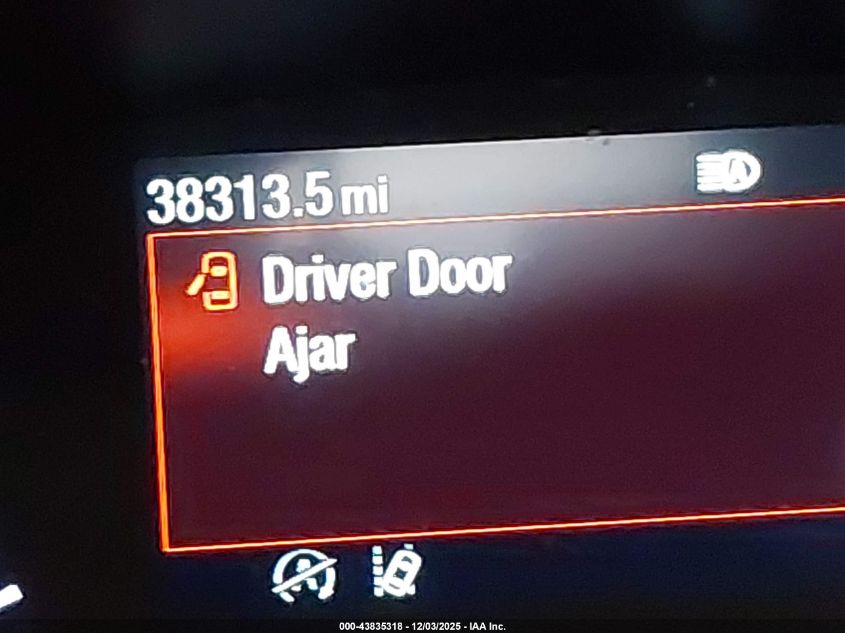 38313.5 mi
Driver Door
Ajar
000-43835318 - 12/03/2025 - IAA Inc.